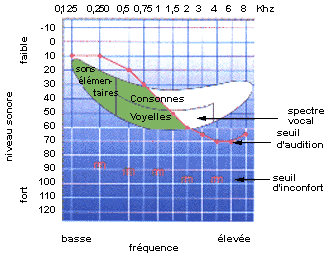 0,125 0,25 0,5 0,75 1 1,5 2 3 4 6 8 Khz
faible
niveau sonore
fort
-10
0
10
20
30
40
50
60
70
80
90
100
110
120
sons
élémen-
taires
Consonnes
Voyelles
spectre
vocal
seuil
d'audition
seuil
d'inconfort
m m m m m
basse
fréquence
élevée